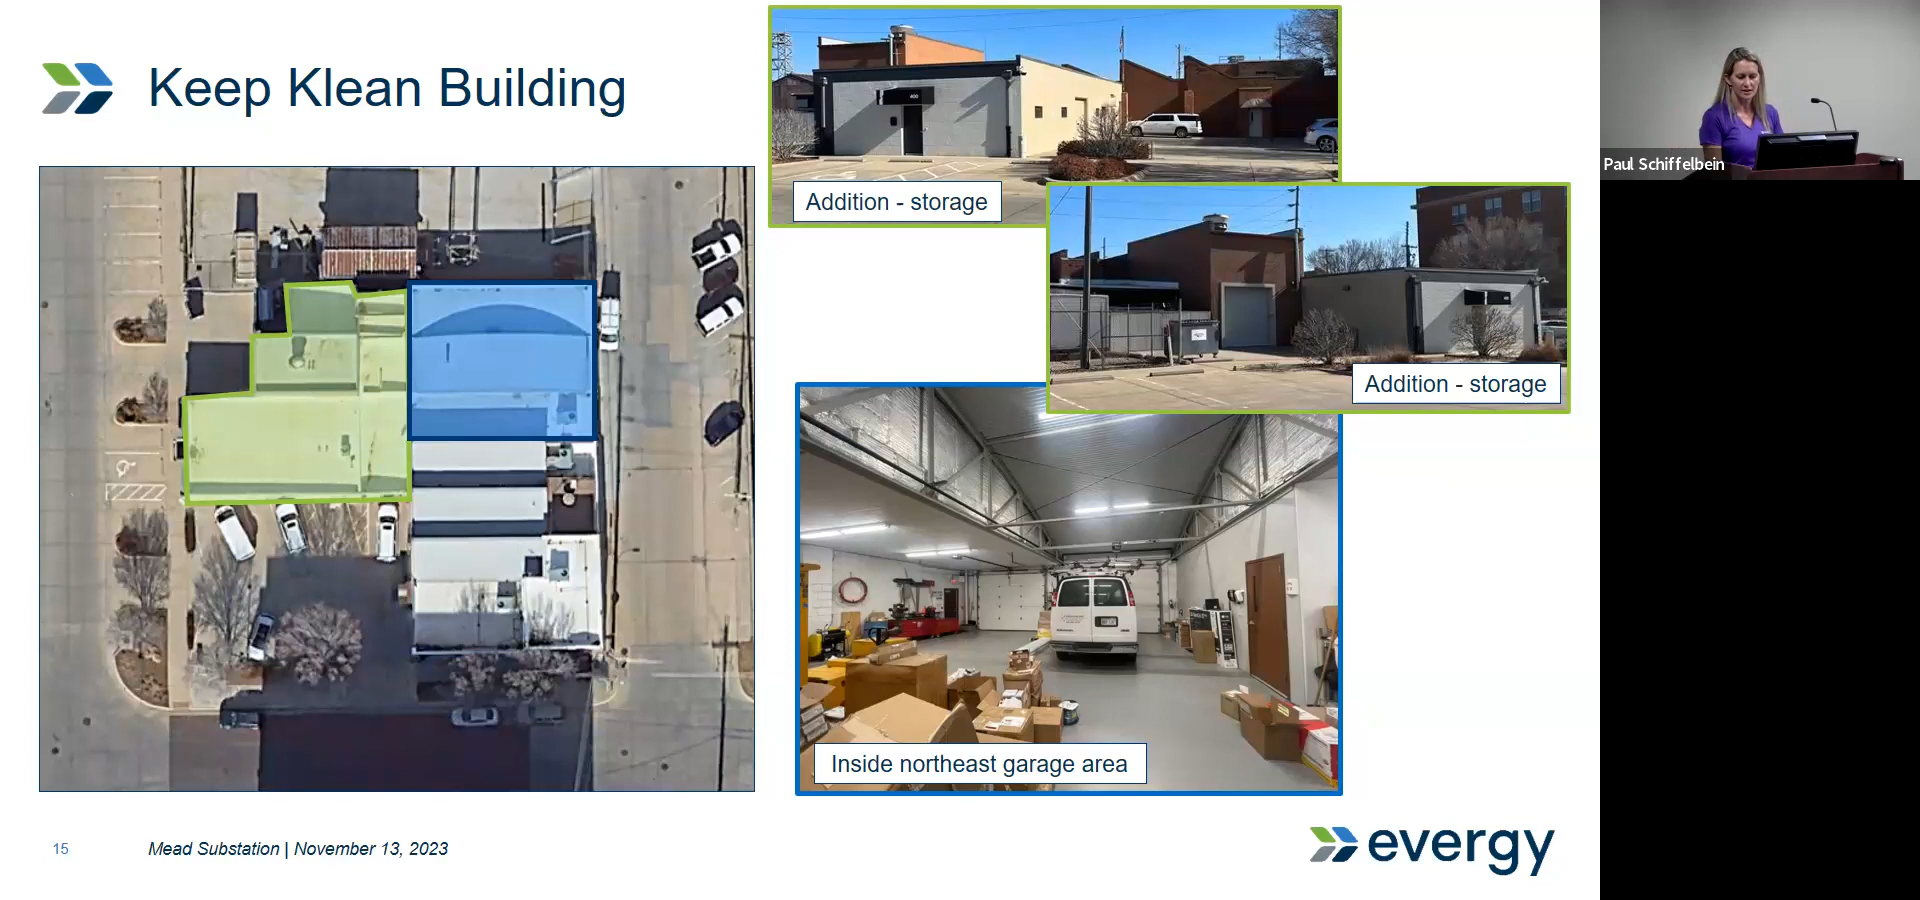 Keep Klean Building
400
Addition - storage
Addition - storage
Inside northeast garage area
15
Mead Substation | November 13, 2023
evergy
Paul Schiffelbein